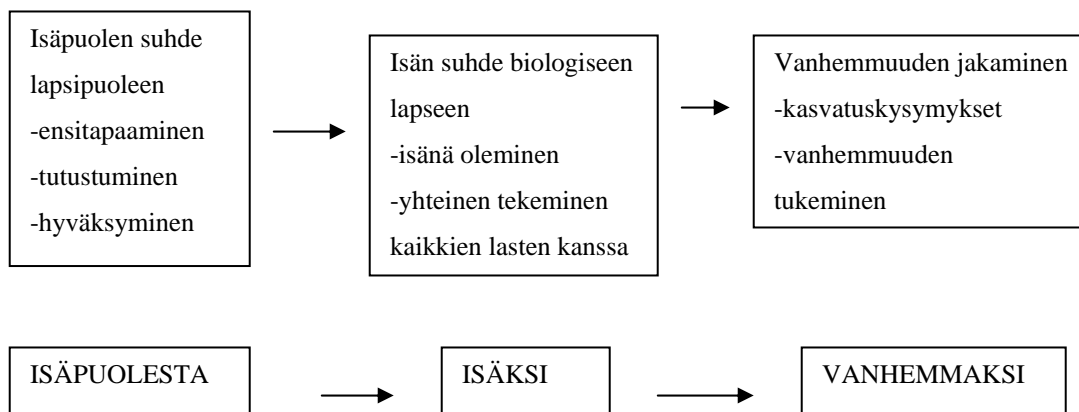 Isäpuolen suhde
lapsipuoleen
-ensitapaaminen
-tutustuminen
-hyväksyminen
Isän suhde biologiseen
lapseen
-isänä oleminen
-yhteinen tekeminen
kaikkien lasten kanssa
Vanhemmuuden jakaminen
-kasvatuskysymykset
-vanhemmuuden
tukeminen
ISÄPUOLESTA
ISÄKSI
VANHEMMAKSI